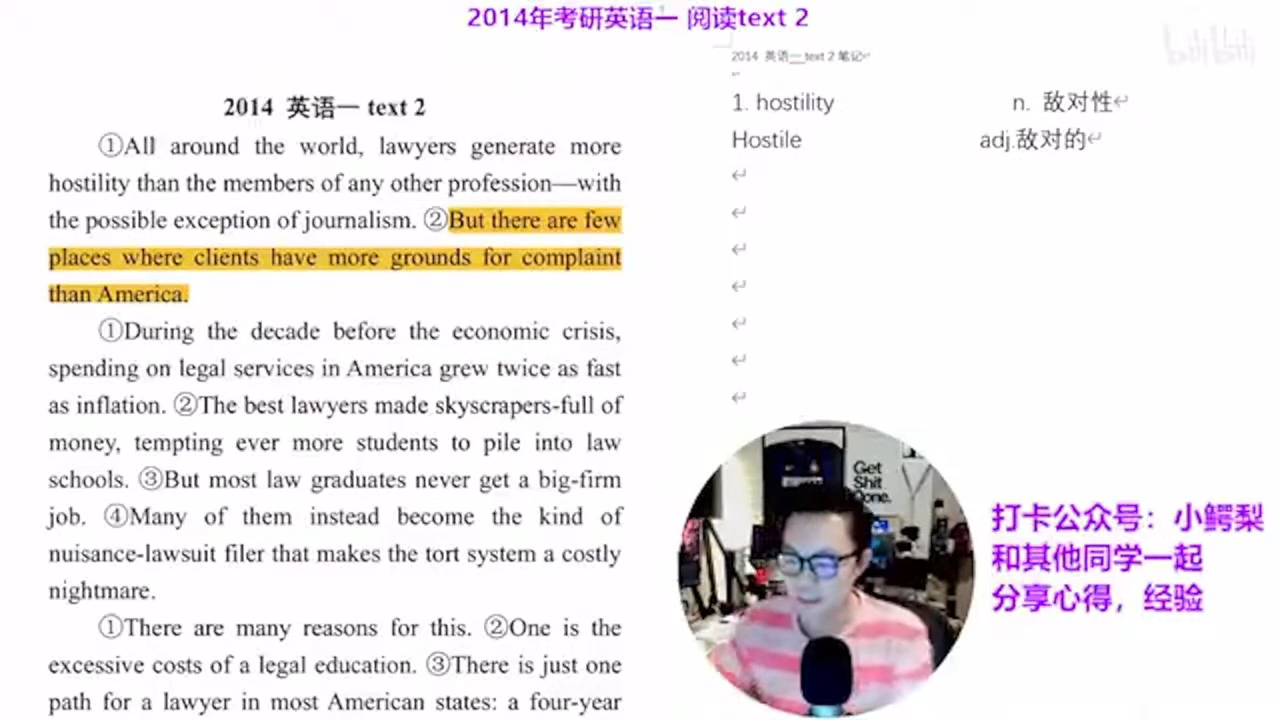 2014年考研英语一 阅读text 2
bilibili
2014 英语一 text 2 笔记
2014 英语一 text 2
①All around the world, lawyers generate more
hostility than the members of any other profession—with
the possible exception of journalism. ②But there are few
places where clients have more grounds for complaint
than America.
①During the decade before the economic crisis,
spending on legal services in America grew twice as fast
as inflation. ②The best lawyers made skyscrapers-full of
money, tempting ever more students to pile into law
schools. ③But most law graduates never get a big-firm
job. ④Many of them instead become the kind of
nuisance-lawsuit filer that makes the tort system a costly
nightmare.
①There are many reasons for this. ②One is the
excessive costs of a legal education. ③There is just one
path for a lawyer in most American states: a four-year
1. hostility n. 敌对性
Hostile adj.敌对的
Get
Shit
Done.
打卡公众号：小鳄梨
和其他同学一起
分享心得，经验